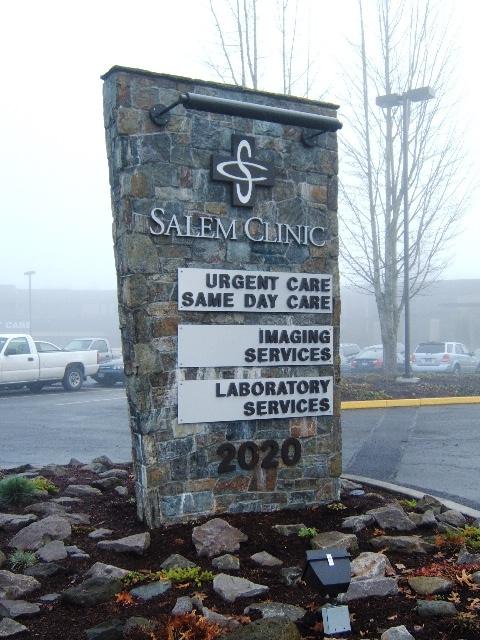 SALEM CLINIC
URGENT CARE
SAME DAY CARE
IMAGING
SERVICES
LABORATORY
SERVICES
2020